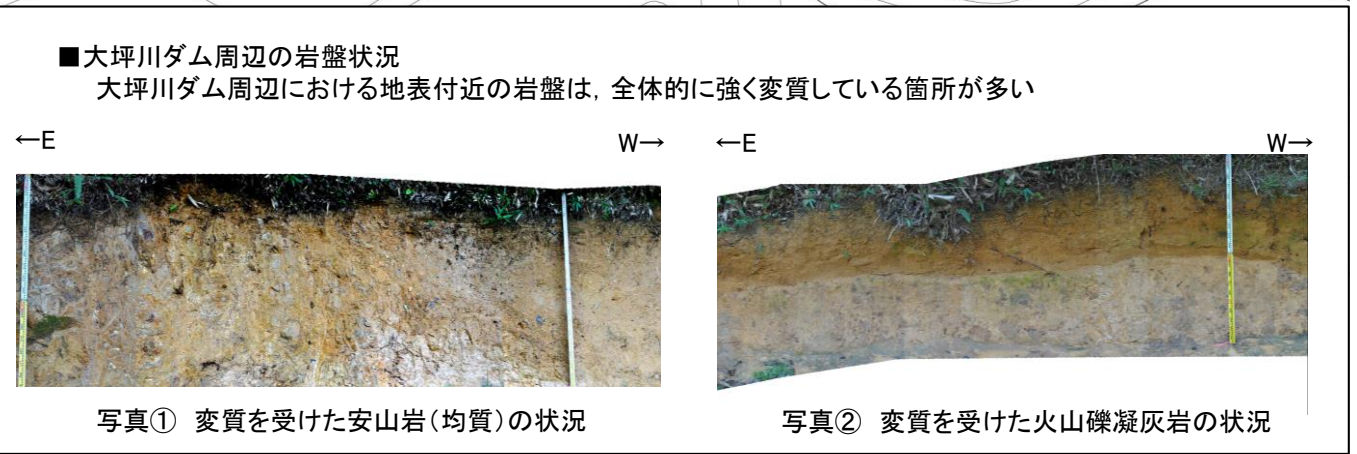 ■大坪川ダム周辺の岩盤状況
大坪川ダム周辺における地表付近の岩盤は，全体的に強く変質している箇所が多い
←E
W→
←E
W→
写真① 変質を受けた安山岩（均質）の状況
写真② 変質を受けた火山礫凝灰岩の状況